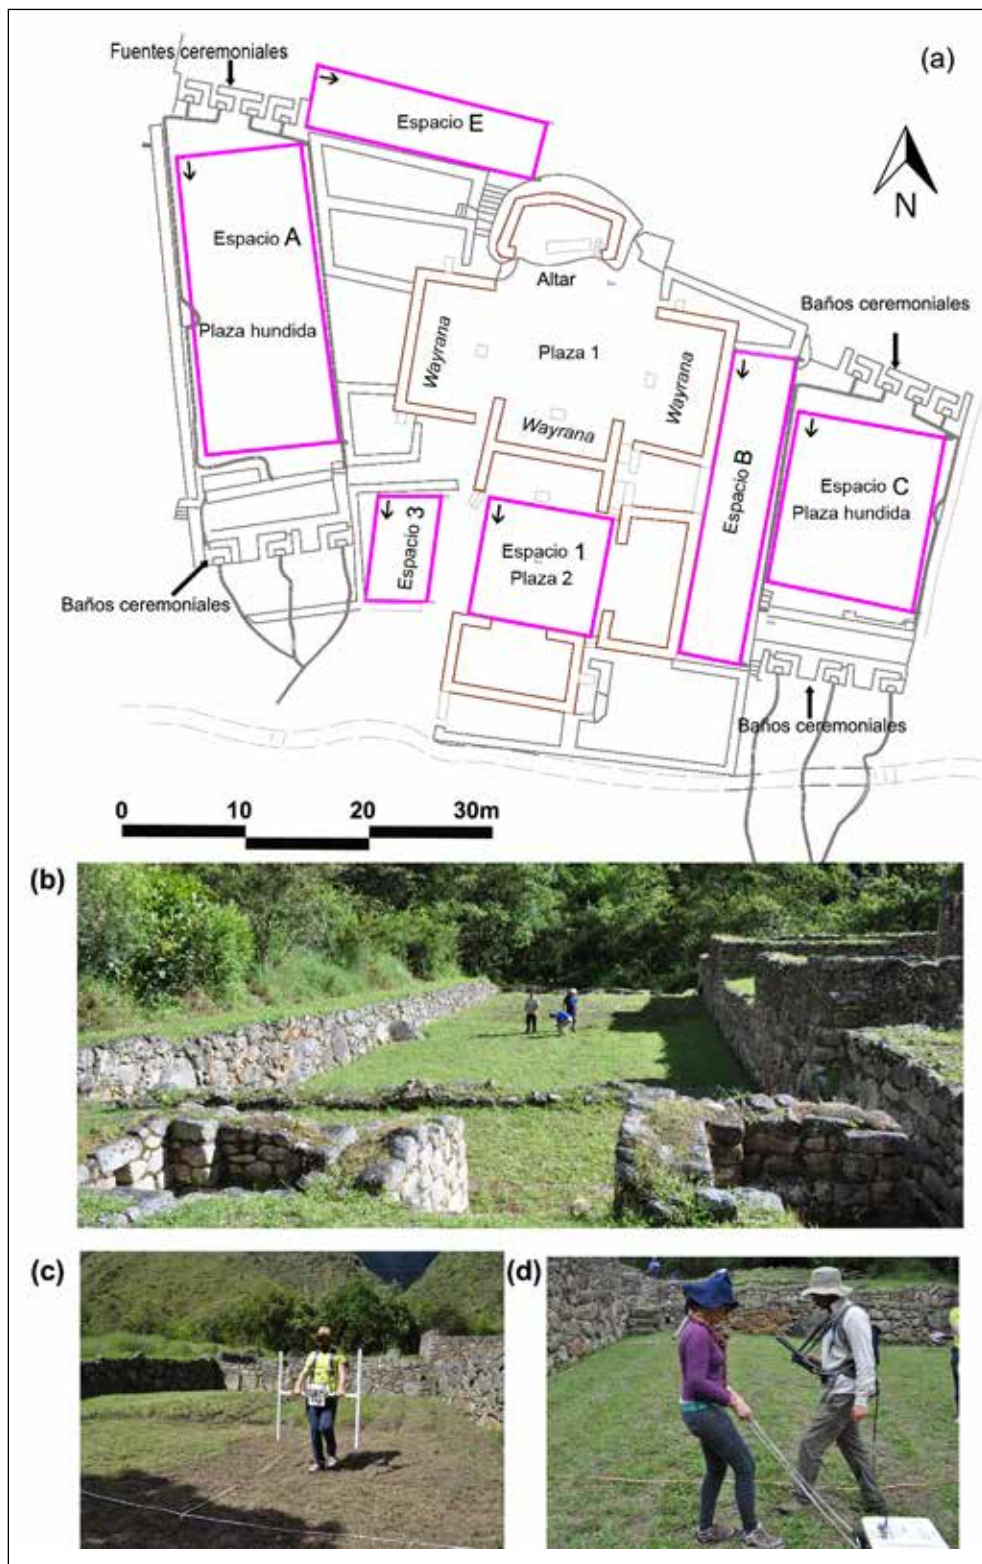 (a)
Fuentes ceremoniales
Espacio E
N
Espacio A
Altar
Baños ceremoniales
Plaza hundida
Wayrana
Plaza 1
Wayrana
Wayrana
Espacio B
Espacio C
Plaza hundida
Espacio 3
Espacio 1
Plaza 2
Baños ceremoniales
Baños ceremoniales
0 10 20 30m
(b)
(c)
(d)